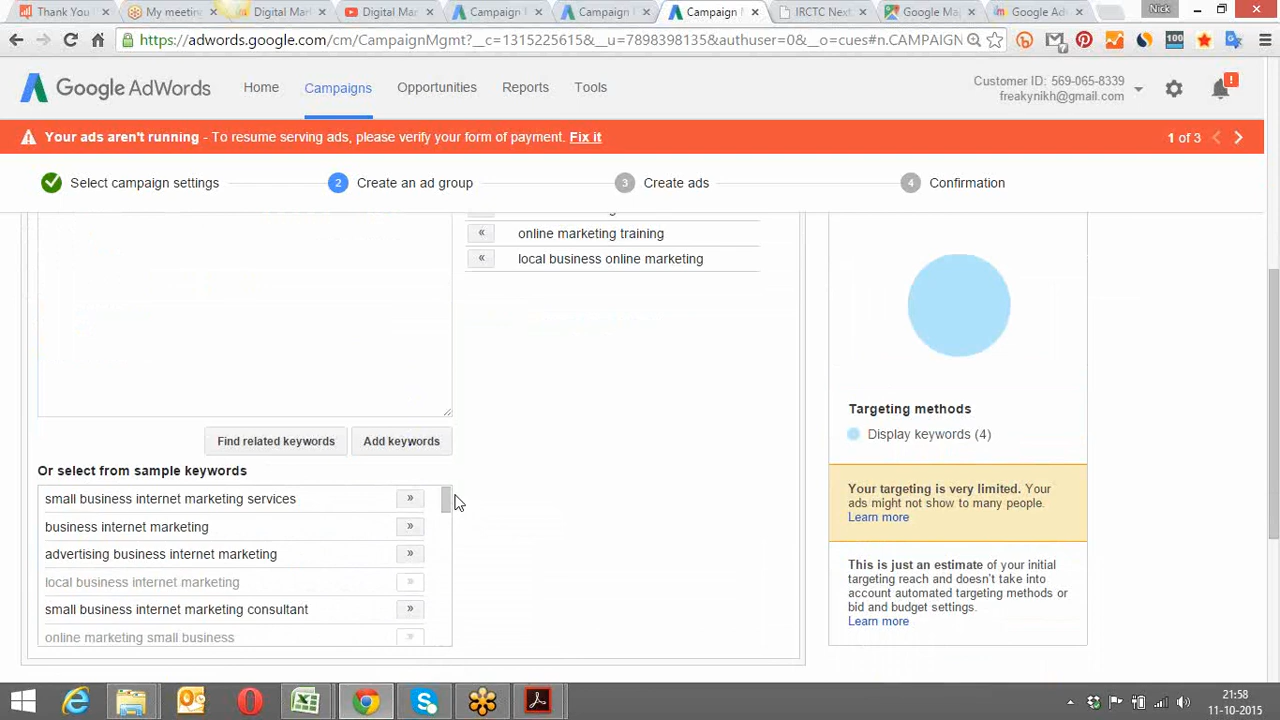 Thank You
My meetin
Digital Mar
Digital Mar
Campaign
Campaign
Campaign
IRCTC Next
Google Ma
Google Ad
Nick
https://adwords.google.com/cm/CampaignMgmt?__c=1315225615&__u=7898398135&authuser=0&__o=cues#n.CAMPAIGN
Google AdWords
Home
Campaigns
Opportunities
Reports
Tools
Customer ID: 569-065-8339
freakynikh@gmail.com
Your ads aren't running - To resume serving ads, please verify your form of payment. Fix it
1 of 3
Select campaign settings
2 Create an ad group
3 Create ads
4 Confirmation
« online marketing training
« local business online marketing
Find related keywords
Add keywords
Or select from sample keywords
small business internet marketing services »
business internet marketing »
advertising business internet marketing »
local business internet marketing »
small business internet marketing consultant »
online marketing small business »
Targeting methods
Display keywords (4)
Your targeting is very limited. Your
ads might not show to many people.
Learn more
This is just an estimate of your initial
targeting reach and doesn't take into
account automated targeting methods or
bid and budget settings.
Learn more
21:58
11-10-2015